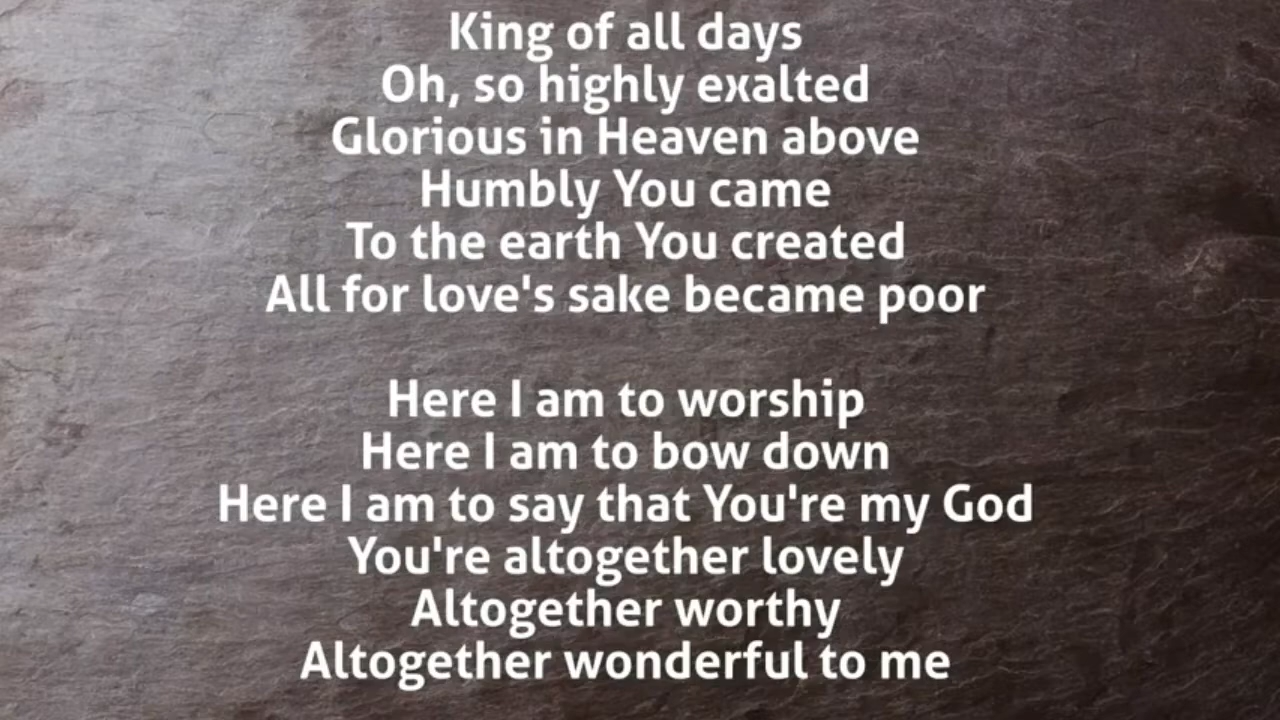 King of all days
Oh, so highly exalted
Glorious in Heaven above
Humbly You came
To the earth You created
All for love's sake became poor

Here I am to worship
Here I am to bow down
Here I am to say that You're my God
You're altogether lovely
Altogether worthy
Altogether wonderful to me